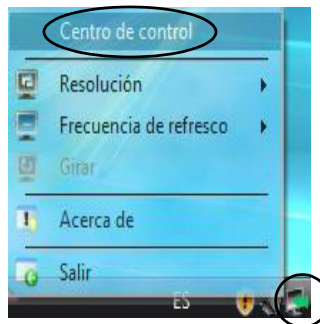 Centro de control
Resolución
Frecuencia de refresco
Girar
Acerca de
Salir
ES